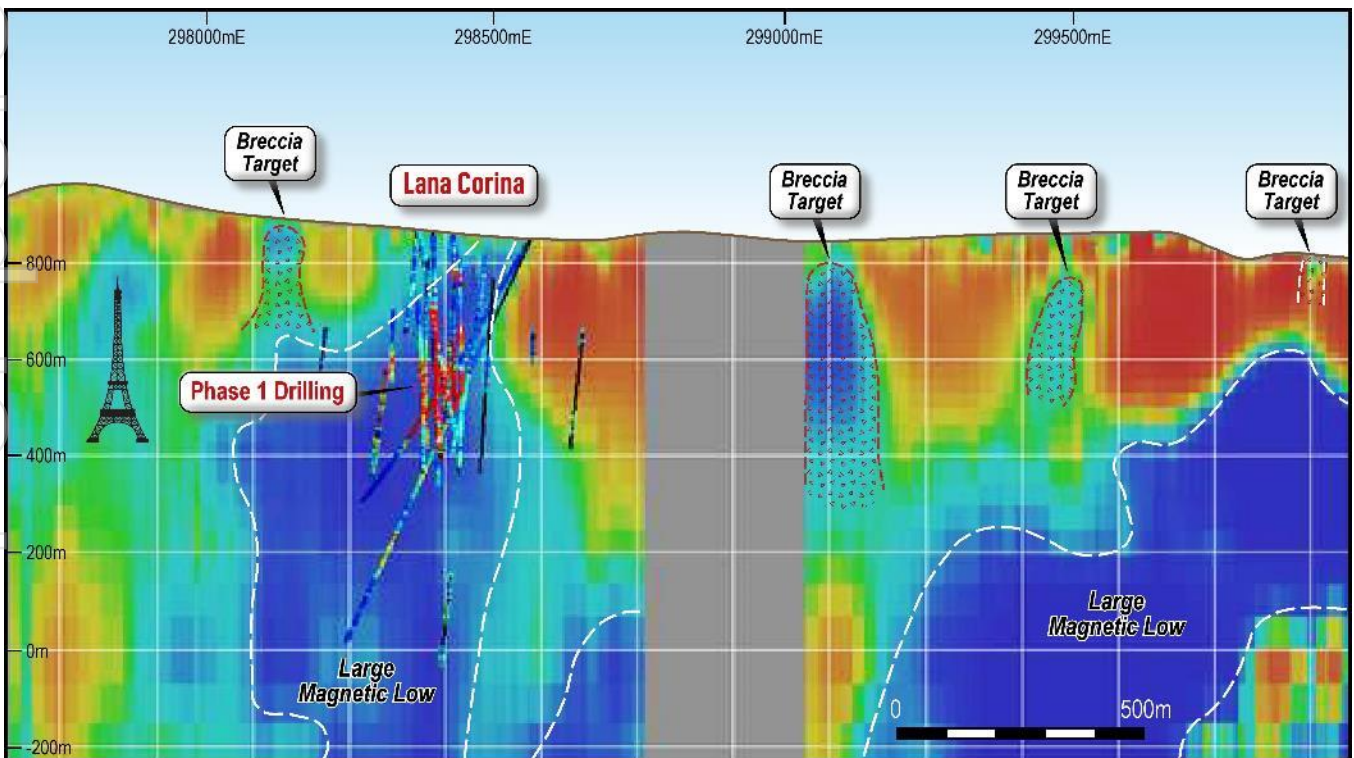 298000mE
298500mE
299000mE
299500mE
Breccia
Target
Lana Corina
Breccia
Target
Breccia
Target
Breccia
Target
800m
600m
Phase 1 Drilling
400m
200m
0m
-200m
Large
Magnetic Low
Large
Magnetic Low
0
500m